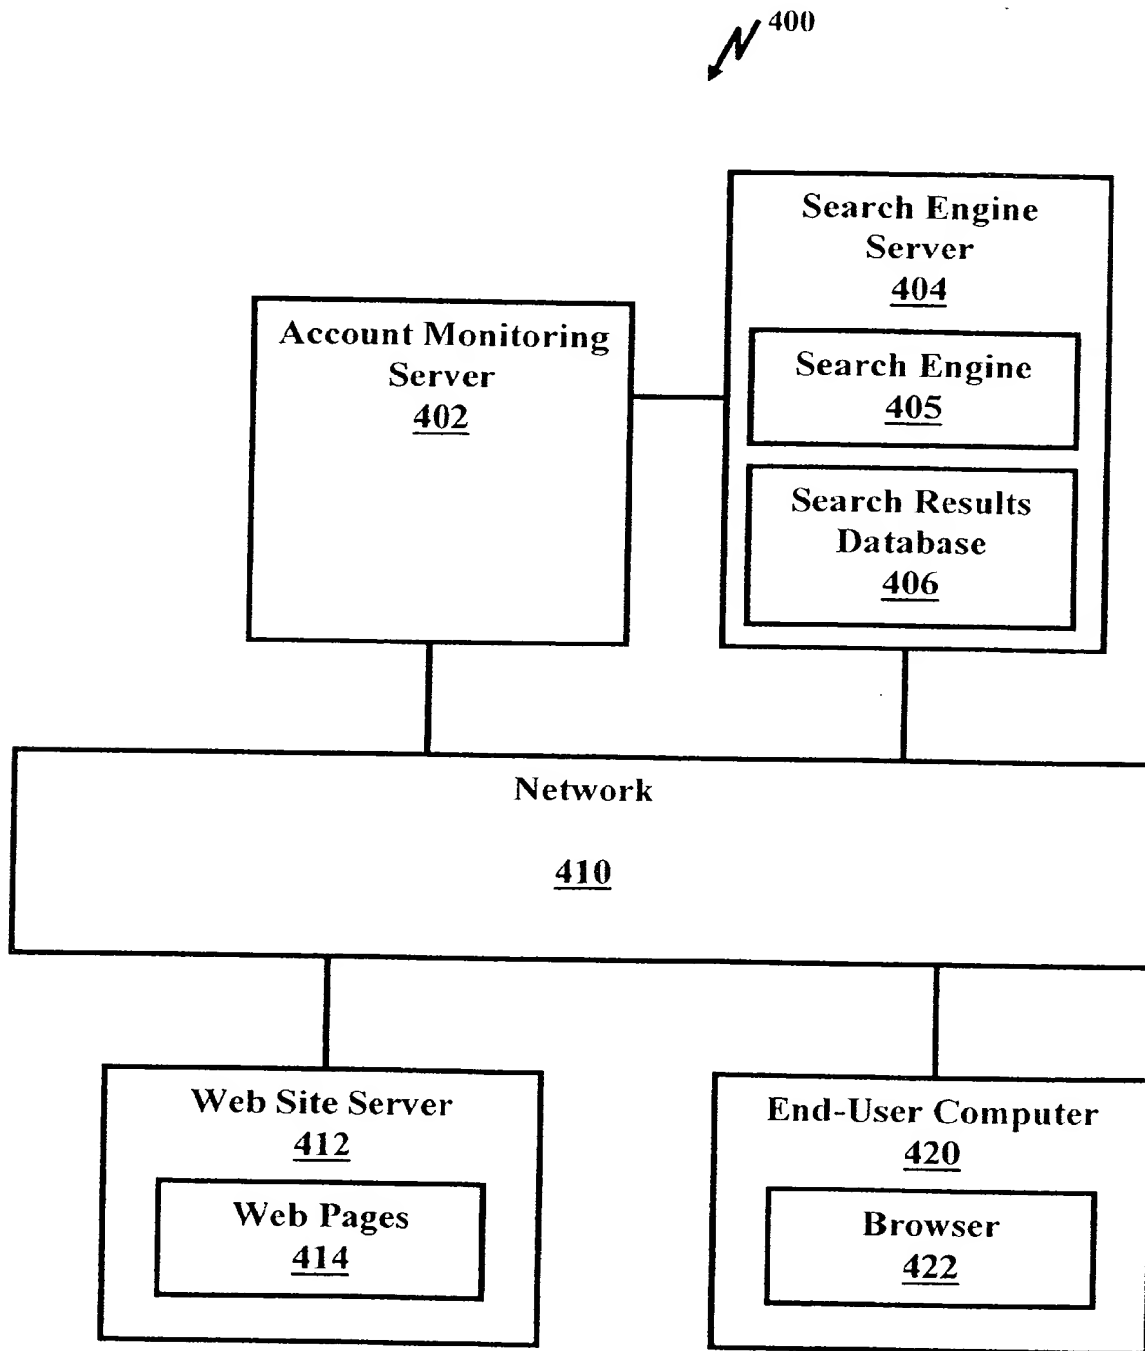 400
Search Engine
Server
404
Account Monitoring
Server
402
Search Engine
405
Search Results
Database
406
Network
410
Web Site Server
412
Web Pages
414
End-User Computer
420
Browser
422